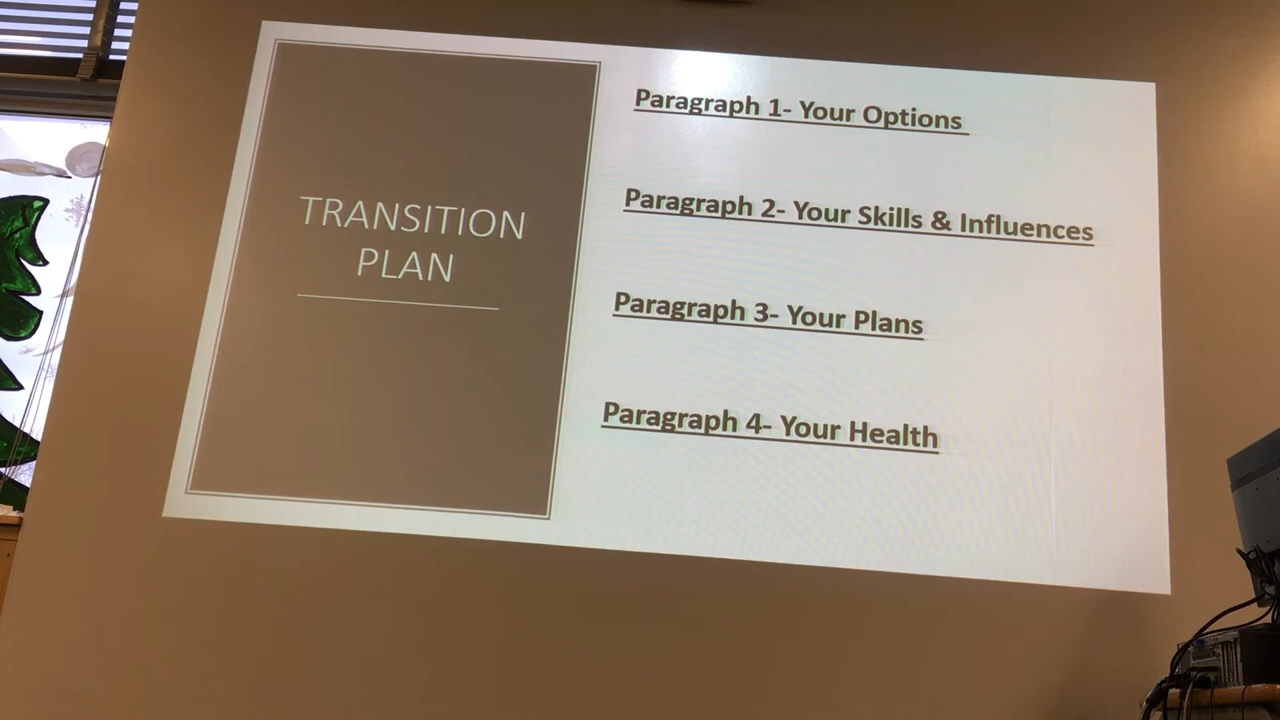 TRANSITION
PLAN
Paragraph 1- Your Options
Paragraph 2- Your Skills & Influences
Paragraph 3- Your Plans
Paragraph 4- Your Health